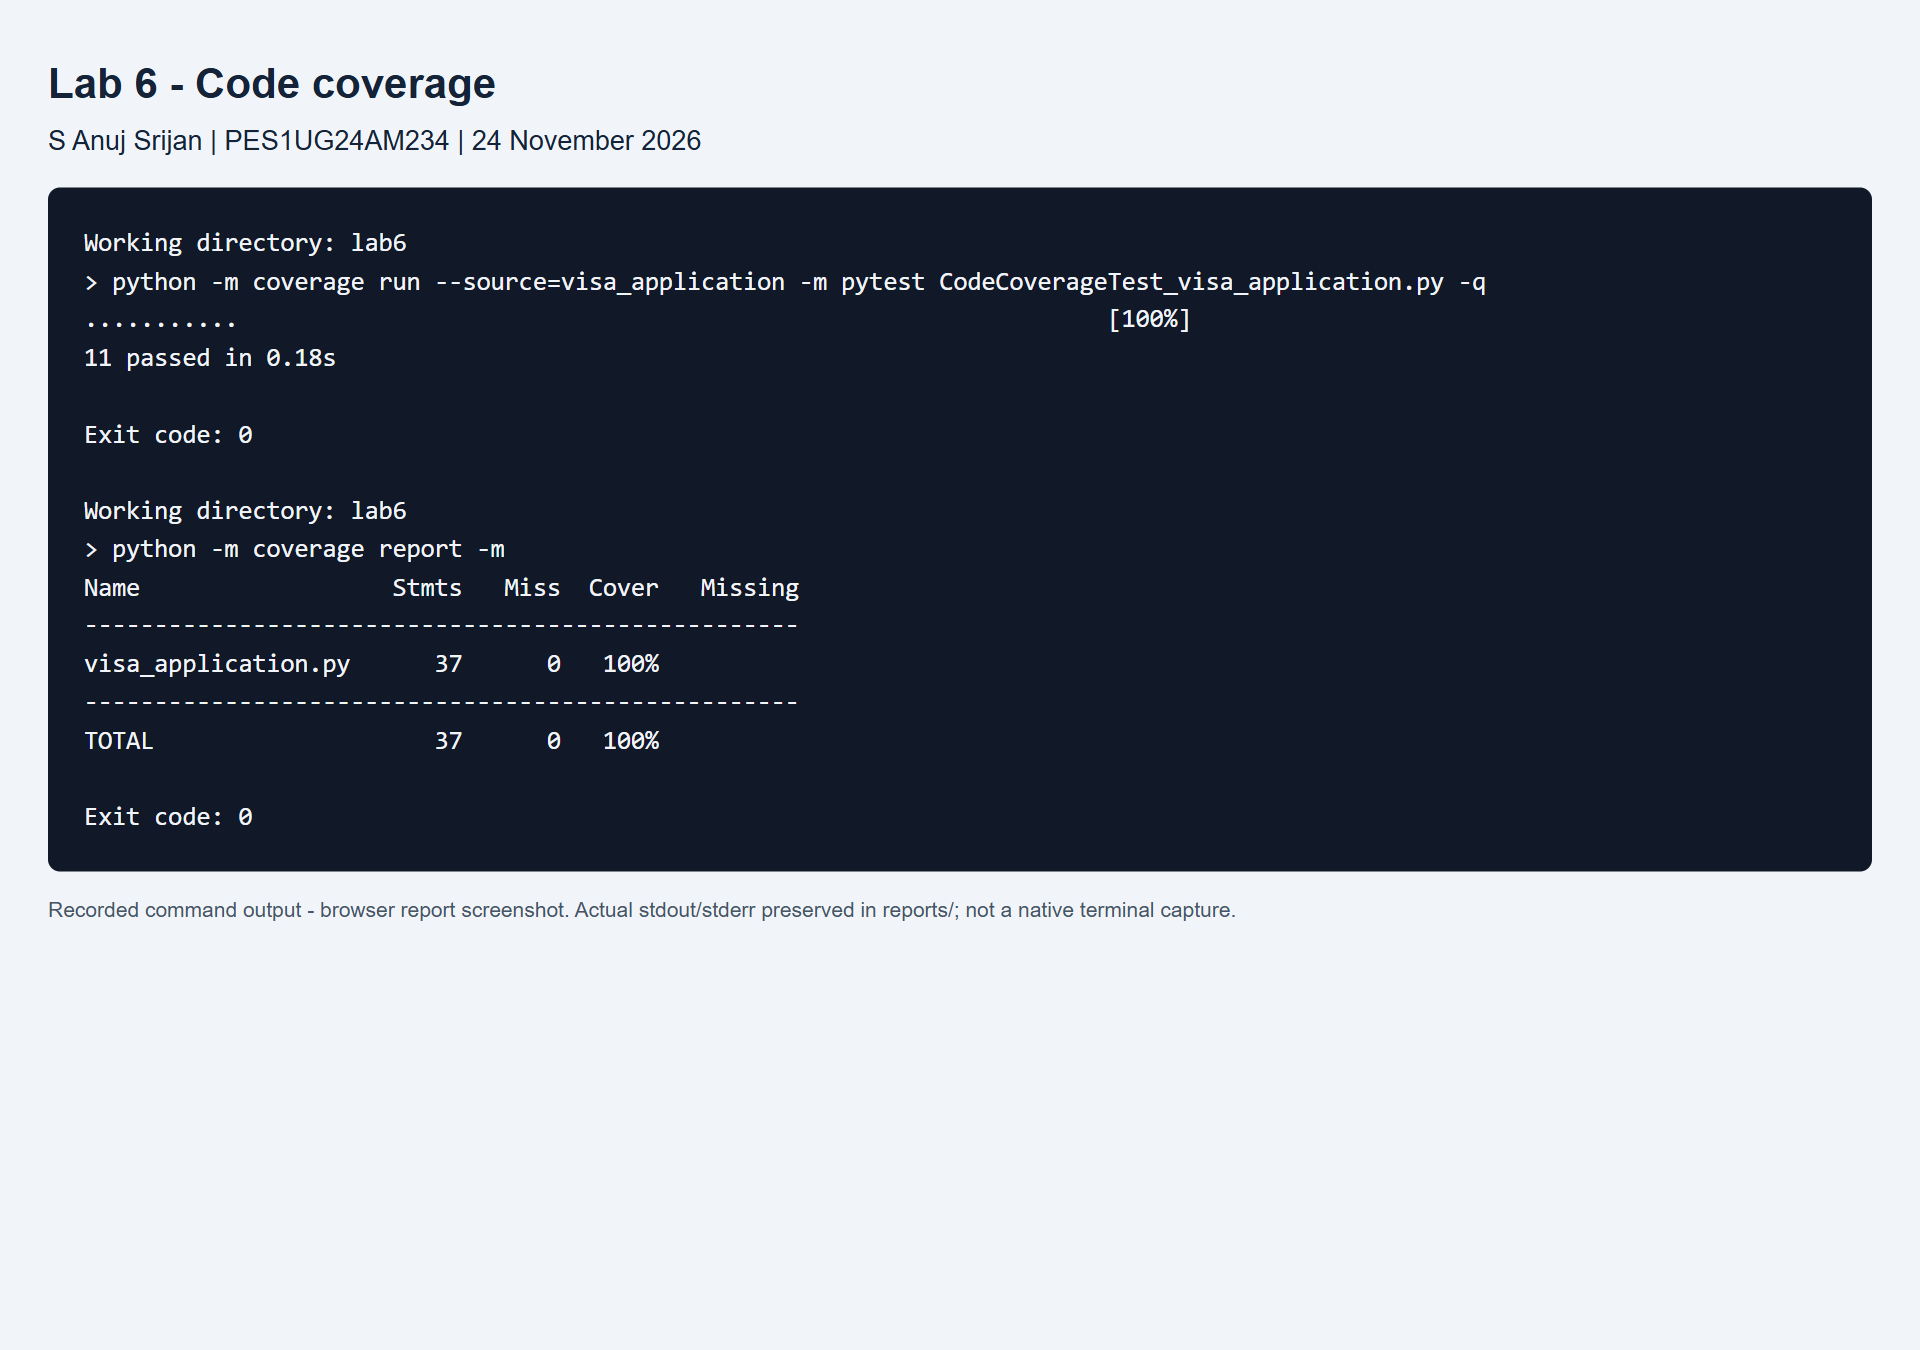 Lab 6 - Code coverage
S Anuj Srijan | PES1UG24AM234 | 24 November 2026
Working directory: lab6
> python -m coverage run --source=visa_application -m pytest CodeCoverageTest_visa_application.py -q
...........                                                              [100%]
11 passed in 0.18s
Exit code: 0
Working directory: lab6
> python -m coverage report -m
Name                  Stmts   Miss  Cover   Missing
---------------------------------------------------
visa_application.py      37      0   100%
---------------------------------------------------
TOTAL                    37      0   100%
Exit code: 0
Recorded command output - browser report screenshot. Actual stdout/stderr preserved in reports/; not a native terminal capture.